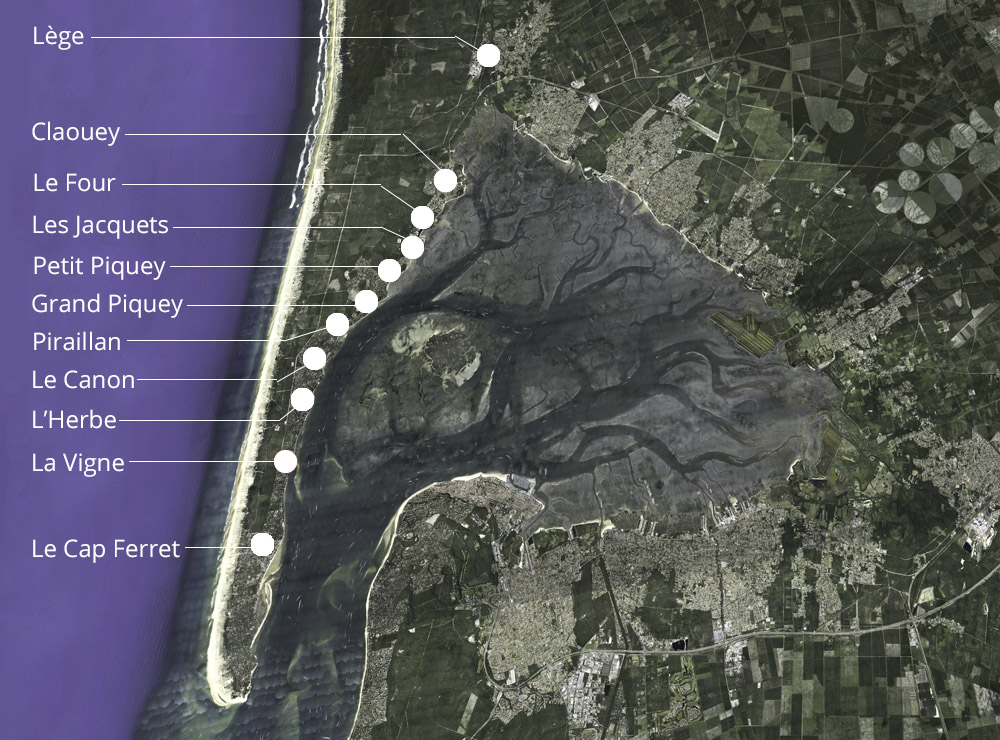 Lège
Claouey
Le Four
Les Jacquets
Petit Piquey
Grand Piquey
Piraillan
Le Canon
L’Herbe
La Vigne
Le Cap Ferret